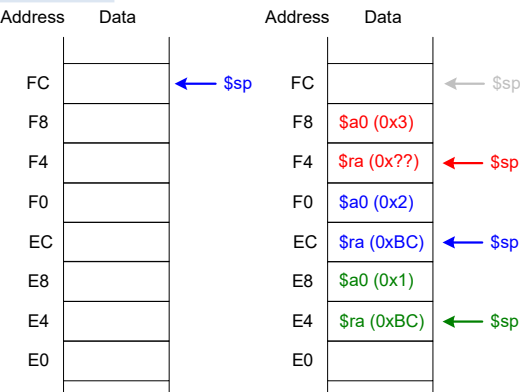 Address Data Address Data
FC $sp FC $sp
F8 F8 $a0 (0x3)
F4 F4 $ra (0x??) $sp
F0 F0 $a0 (0x2)
EC EC $ra (0xBC) $sp
E8 E8 $a0 (0x1)
E4 E4 $ra (0xBC) $sp
E0 E0